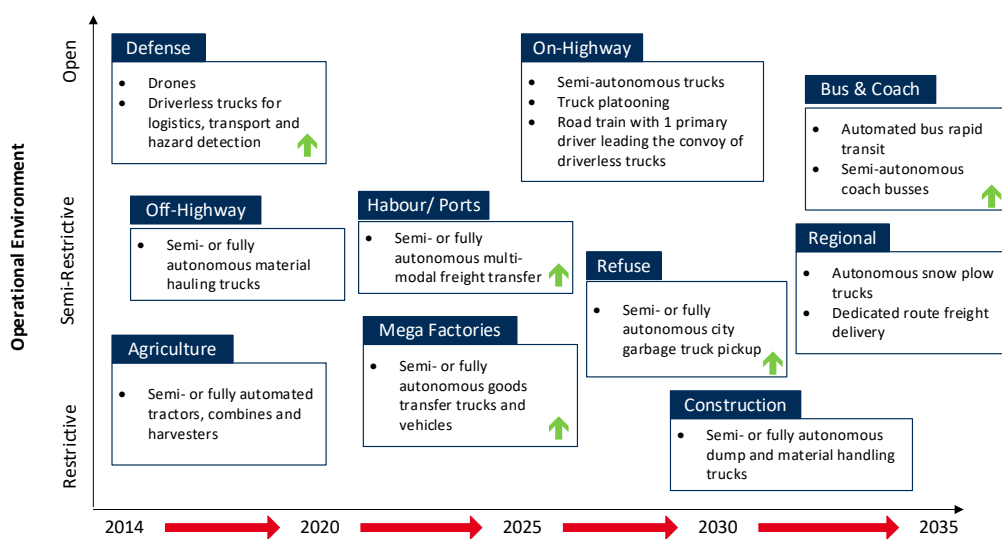 Operational Environment
Open
Semi-Restrictive
Restrictive
Defense
• Drones
• Driverless trucks for
logistics, transport and
hazard detection
On-Highway
• Semi-autonomous trucks
• Truck platooning
• Road train with 1 primary
driver leading the convoy of
driverless trucks
Bus & Coach
• Automated bus rapid
transit
• Semi-autonomous
coach busses
Off-Highway
• Semi- or fully
autonomous material
hauling trucks
Habour/ Ports
• Semi- or fully
autonomous multi-
modal freight transfer
Refuse
• Semi- or fully
autonomous city
garbage truck pickup
Regional
• Autonomous snow plow
trucks
• Dedicated route freight
delivery
Agriculture
• Semi- or fully automated
tractors, combines and
harvesters
Mega Factories
• Semi- or fully
autonomous goods
transfer trucks and
vehicles
Construction
• Semi- or fully autonomous
dump and material handling
trucks
2014
2020
2025
2030
2035